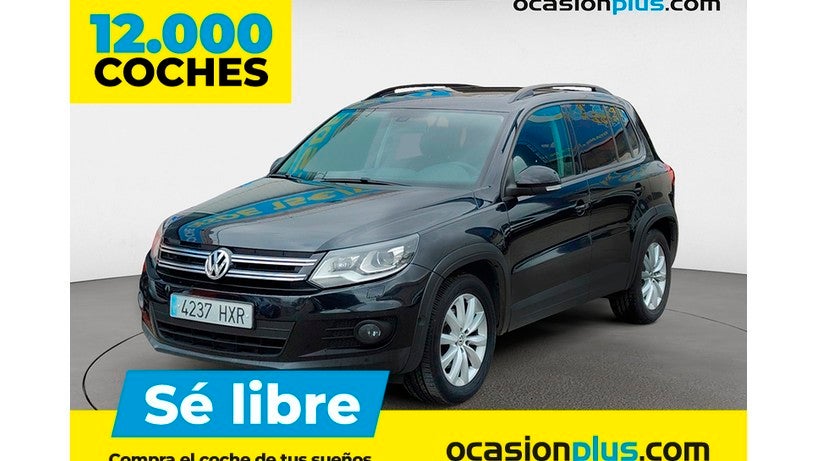 ocasionplus.com
12.000
COCHES
4237 HXR
Sé libre
Compra el coche de tus sueños
ocasionplus.com